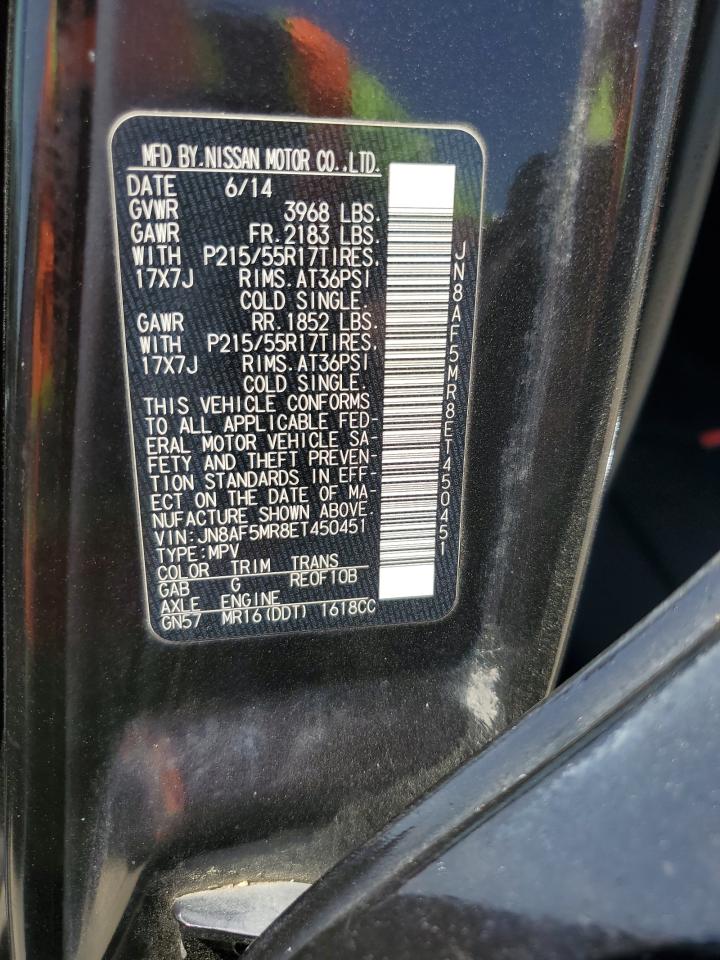 MFD BY.NISSAN MOTOR CO.,LTD.
DATE 6/14
GVWR 3968 LBS.
GAWR FR.2183 LBS.
WITH P215/55R17TIRES.
17X7J RIMS.AT36PSI
COLD SINGLE.
GAWR RR.1852 LBS.
WITH P215/55R17TIRES.
17X7J RIMS.AT36PSI
COLD SINGLE.
THIS VEHICLE CONFORMS
TO ALL APPLICABLE FED-
ERAL MOTOR VEHICLE SA-
FETY AND THEFT PREVEN-
TION STANDARDS IN EFF-
ECT ON THE DATE OF MA-
NUFACTURE SHOWN ABOVE.
VIN:JN8AF5MR8ET450451
TYPE:MPV
COLOR TRIM TRANS
GAB G REOF10B
AXLE ENGINE
GN57 MR16(DDT) 1618CC
JN8AF5MR8ET450451